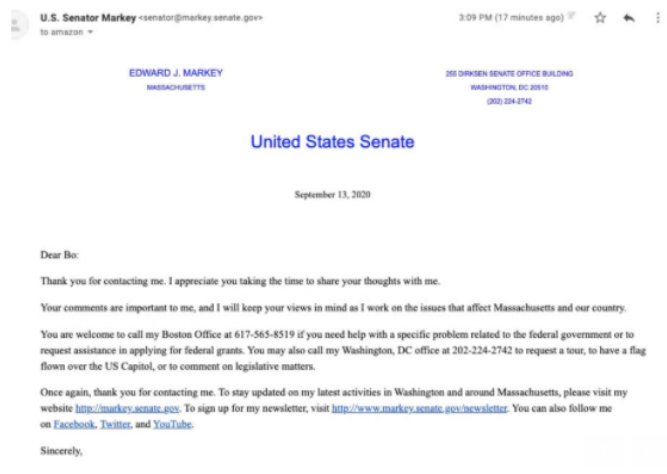 U.S. Senator Markey <senator@markey.senate.gov>
3:09 PM (17 minutes ago)
to amazon
EDWARD J. MARKEY
MASSACHUSETTS
255 DIRKSEN SENATE OFFICE BUILDING
WASHINGTON, DC 20510
(202) 224-2742
United States Senate
September 13, 2020
Dear Bo:
Thank you for contacting me. I appreciate you taking the time to share your thoughts with me.
Your comments are important to me, and I will keep your views in mind as I work on the issues that affect Massachusetts and our country.
You are welcome to call my Boston Office at 617-565-8519 if you need help with a specific problem related to the federal government or to
request assistance in applying for federal grants. You may also call my Washington, DC office at 202-224-2742 to request a tour, to have a flag
flown over the US Capitol, or to comment on legislative matters.
Once again, thank you for contacting me. To stay updated on my latest activities in Washington and around Massachusetts, please visit my
website http://markey.senate.gov. To sign up for my newsletter, visit http://www.markey.senate.gov/newsletter. You can also follow me
on Facebook, Twitter, and YouTube.
Sincerely,